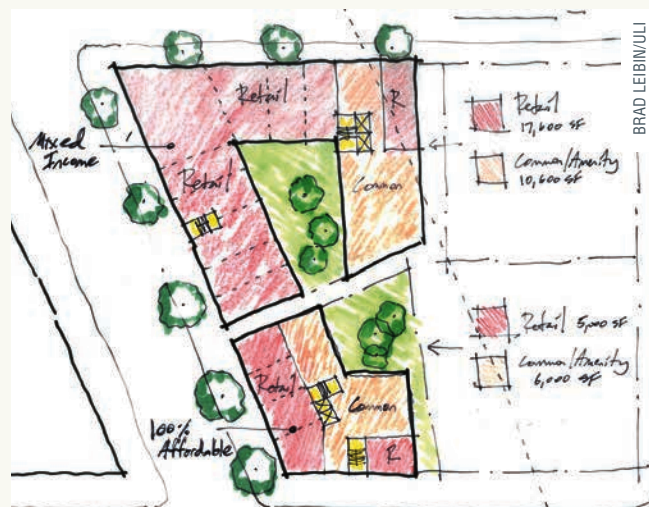 BRAD LEIBIN/ULI
Retail
R
Mixed
Income
Retail
Common
Retail
17,600 SF
Common/Amenity
10,600 SF
Retail
Common
R
100%
Affordable
Retail 5,000 SF
Common/Amenity
6,000 SF